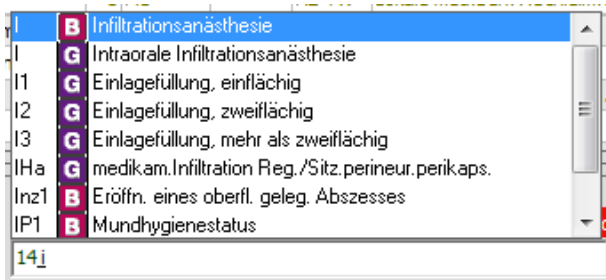 I B Infiltrationsanästhesie
I G Intraorale Infiltrationsanästhesie
I1 G Einlagefüllung, einflächig
I2 G Einlagefüllung, zweiflächig
I3 G Einlagefüllung, mehr als zweiflächig
IHa G medikam.Infiltration Reg./Sitz.perineur.perikaps.
Inz1 B Eröffn. eines oberfl. geleg. Abszesses
IP1 B Mundhygienestatus
14i